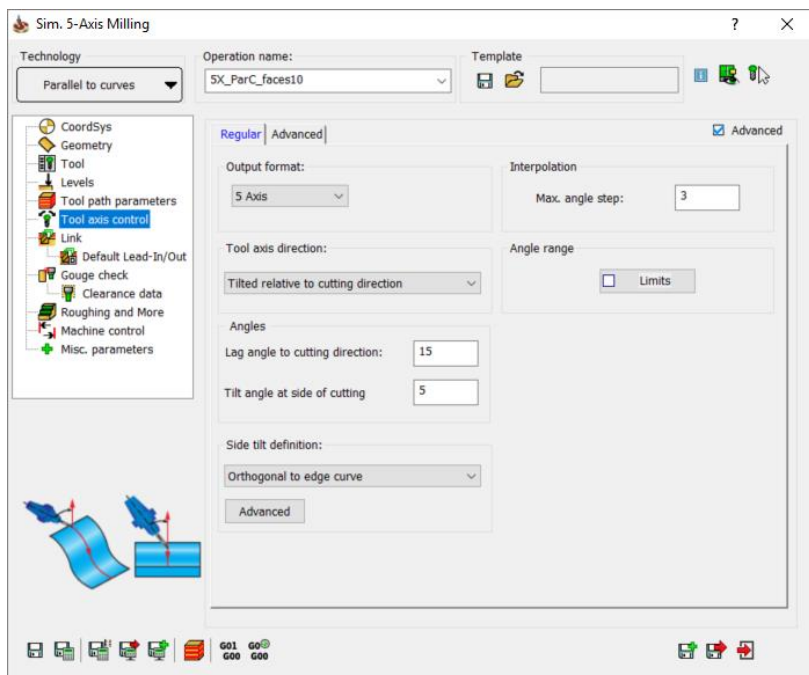 Sim. 5-Axis Milling
Technology
Parallel to curves
Operation name:
5X_ParC_faces10
Template
CoordSys
Geometry
Tool
Levels
Tool path parameters
Tool axis control
Link
Default Lead-In/Out
Gouge check
Clearance data
Roughing and More
Machine control
Misc. parameters
Regular
Advanced
Advanced
Output format:
5 Axis
Interpolation
Max. angle step:
3
Tool axis direction:
Tilted relative to cutting direction
Angle range
Limits
Angles
Lag angle to cutting direction:
15
Tilt angle at side of cutting
5
Side tilt definition:
Orthogonal to edge curve
Advanced
G01 G0
G00 G00